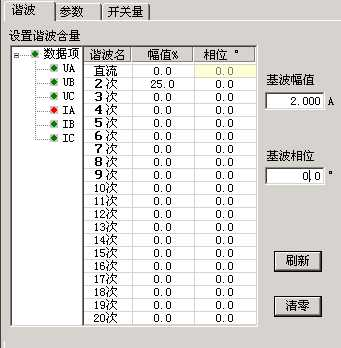 谐波 参数 开关量
设置谐波含量
数据项
UA
UB
UC
IA
IB
IC
谐波名 幅值% 相位 °
直流 0.0 0.0
2次 25.0 0.0
3次 0.0 0.0
4次 0.0 0.0
5次 0.0 0.0
6次 0.0 0.0
7次 0.0 0.0
8次 0.0 0.0
9次 0.0 0.0
10次 0.0 0.0
11次 0.0 0.0
12次 0.0 0.0
13次 0.0 0.0
14次 0.0 0.0
15次 0.0 0.0
16次 0.0 0.0
17次 0.0 0.0
18次 0.0 0.0
19次 0.0 0.0
20次 0.0 0.0
基波幅值
2.000 A
基波相位
0.0 °
刷新
清零